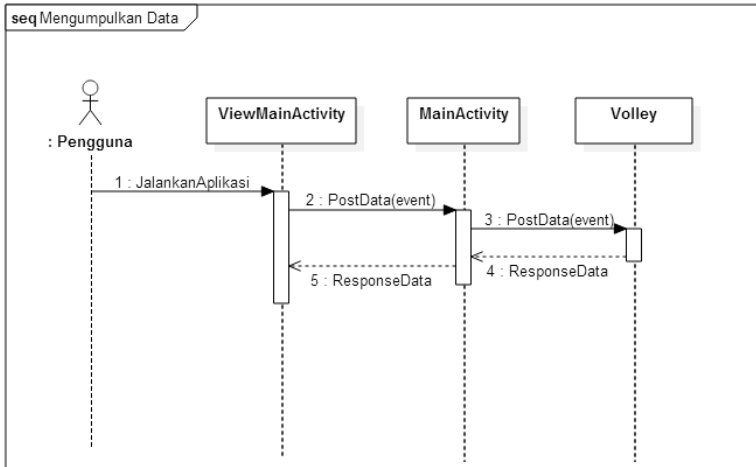 seq Mengumpulkan Data
ViewMainActivity
MainActivity
Volley
: Pengguna
1 : JalankanAplikasi
2 : PostData(event)
3 : PostData(event)
4 : ResponseData
5 : ResponseData